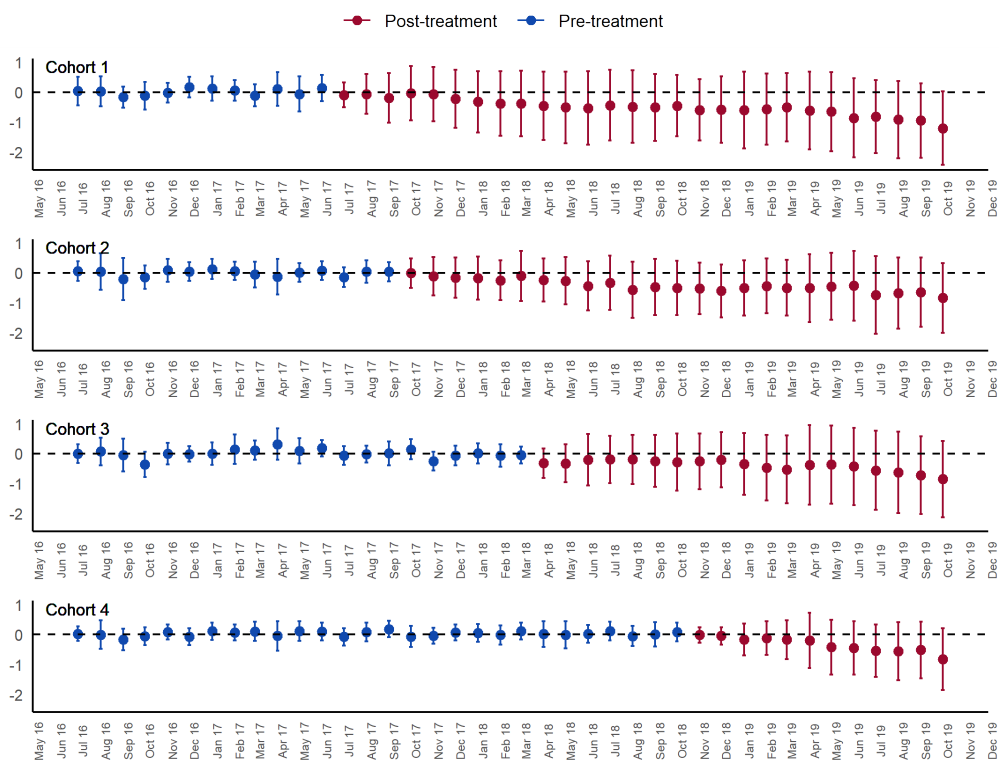 Post-treatment Pre-treatment
Cohort 1
1
0
-1
-2
May 16 Jun 16 Jul 16 Aug 16 Sep 16 Oct 16 Nov 16 Dec 16 Jan 17 Feb 17 Mar 17 Apr 17 May 17 Jun 17 Jul 17 Aug 17 Sep 17 Oct 17 Nov 17 Dec 17 Jan 18 Feb 18 Mar 18 Apr 18 May 18 Jun 18 Jul 18 Aug 18 Sep 18 Oct 18 Nov 18 Dec 18 Jan 19 Feb 19 Mar 19 Apr 19 May 19 Jun 19 Jul 19 Aug 19 Sep 19 Oct 19 Nov 19 Dec 19
Cohort 2
1
0
-1
-2
May 16 Jun 16 Jul 16 Aug 16 Sep 16 Oct 16 Nov 16 Dec 16 Jan 17 Feb 17 Mar 17 Apr 17 May 17 Jun 17 Jul 17 Aug 17 Sep 17 Oct 17 Nov 17 Dec 17 Jan 18 Feb 18 Mar 18 Apr 18 May 18 Jun 18 Jul 18 Aug 18 Sep 18 Oct 18 Nov 18 Dec 18 Jan 19 Feb 19 Mar 19 Apr 19 May 19 Jun 19 Jul 19 Aug 19 Sep 19 Oct 19 Nov 19 Dec 19
Cohort 3
1
0
-1
-2
May 16 Jun 16 Jul 16 Aug 16 Sep 16 Oct 16 Nov 16 Dec 16 Jan 17 Feb 17 Mar 17 Apr 17 May 17 Jun 17 Jul 17 Aug 17 Sep 17 Oct 17 Nov 17 Dec 17 Jan 18 Feb 18 Mar 18 Apr 18 May 18 Jun 18 Jul 18 Aug 18 Sep 18 Oct 18 Nov 18 Dec 18 Jan 19 Feb 19 Mar 19 Apr 19 May 19 Jun 19 Jul 19 Aug 19 Sep 19 Oct 19 Nov 19 Dec 19
Cohort 4
1
0
-1
-2
May 16 Jun 16 Jul 16 Aug 16 Sep 16 Oct 16 Nov 16 Dec 16 Jan 17 Feb 17 Mar 17 Apr 17 May 17 Jun 17 Jul 17 Aug 17 Sep 17 Oct 17 Nov 17 Dec 17 Jan 18 Feb 18 Mar 18 Apr 18 May 18 Jun 18 Jul 18 Aug 18 Sep 18 Oct 18 Nov 18 Dec 18 Jan 19 Feb 19 Mar 19 Apr 19 May 19 Jun 19 Jul 19 Aug 19 Sep 19 Oct 19 Nov 19 Dec 19